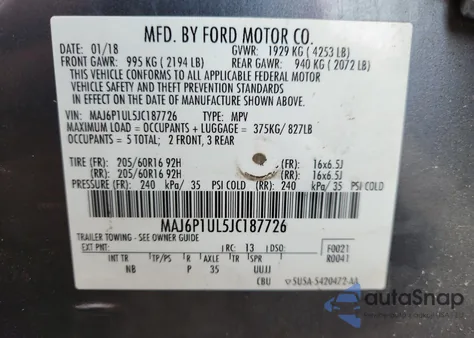 MFD. BY FORD MOTOR CO.
DATE: 01/18 GVWR: 1929 KG ( 4253 LB)
FRONT GAWR: 995 KG ( 2194 LB) REAR GAWR: 940 KG (2072 LB)
THIS VEHICLE CONFORMS TO ALL APPLICABLE FEDERAL MOTOR
VEHICLE SAFETY AND THEFT PREVENTION STANDARDS IN
EFFECT ON THE DATE OF MANUFACTURE SHOWN ABOVE.
VIN: MAJ6P1UL5JC187726 TYPE: MPV
MAXIMUM LOAD = OCCUPANTS + LUGGAGE = 375KG/ 827LB
OCCUPANTS = 5 TOTAL; 2 FRONT, 3 REAR
TIRE (FR): 205/60R16 92H (FR): 16x6.5J
(RR): 205/60R16 92H (RR): 16x6.5J
PRESSURE (FR): 240 kPa/ 35 PSI COLD (RR): 240 kPa/ 35 PSI COLD
MAJ6P1UL5JC187726
TRAILER TOWING - SEE OWNER GUIDE
EXT PNT: RC: 13 DSO: F0021
R0041
INT TR TP/PS R AXLE TR SPR
NB P 35 UUJJ
CBU 5USA-S420472-AA
autoSnap